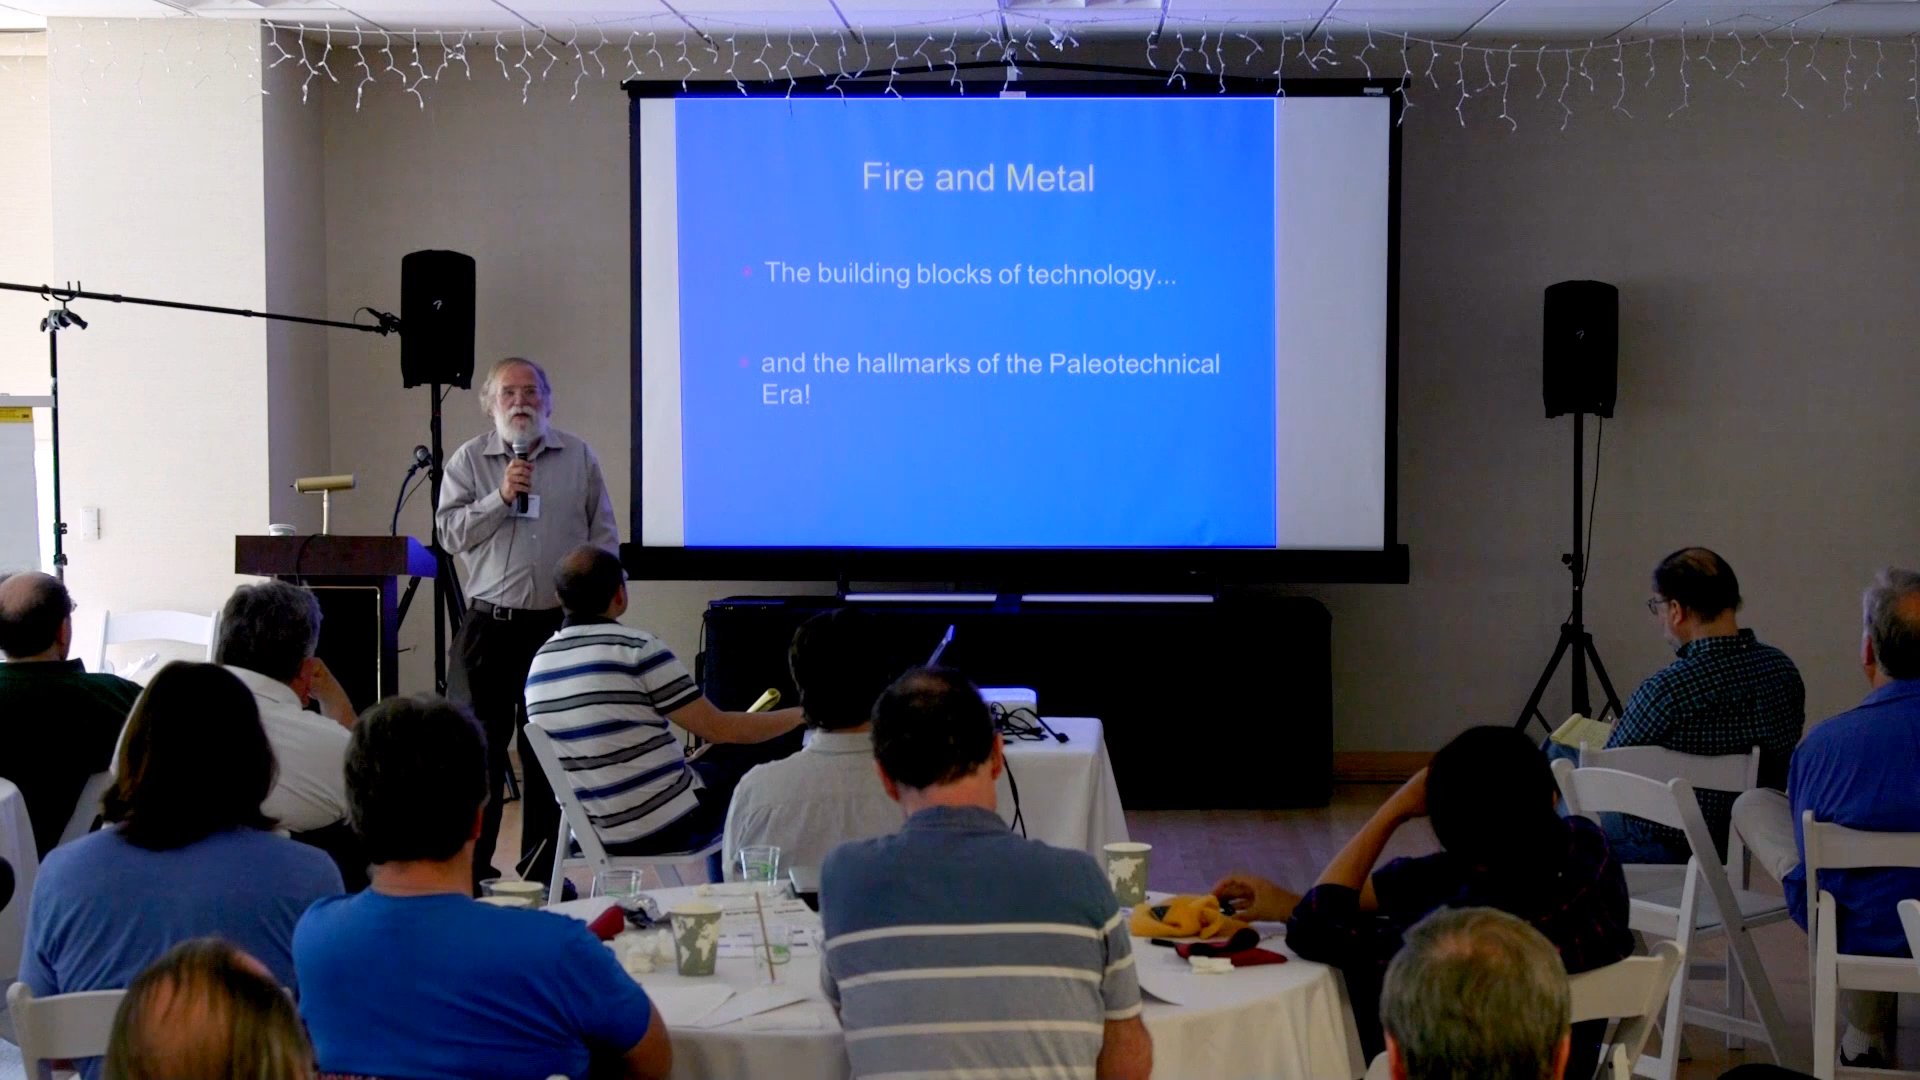 Fire and Metal
The building blocks of technology...
and the hallmarks of the Paleotechnical
Era!